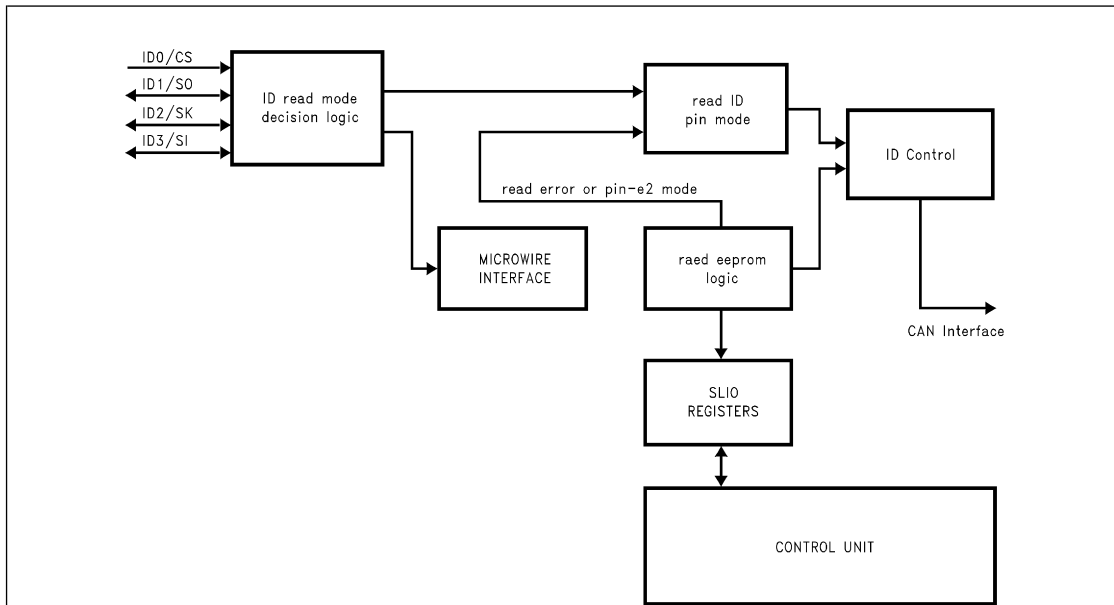 ID0/CS
ID1/SO
ID2/SK
ID3/SI
ID read mode
decision logic
read ID
pin mode
ID Control
read error or pin-e2 mode
MICROWIRE
INTERFACE
raed eeprom
logic
CAN Interface
SLIO
REGISTERS
CONTROL UNIT